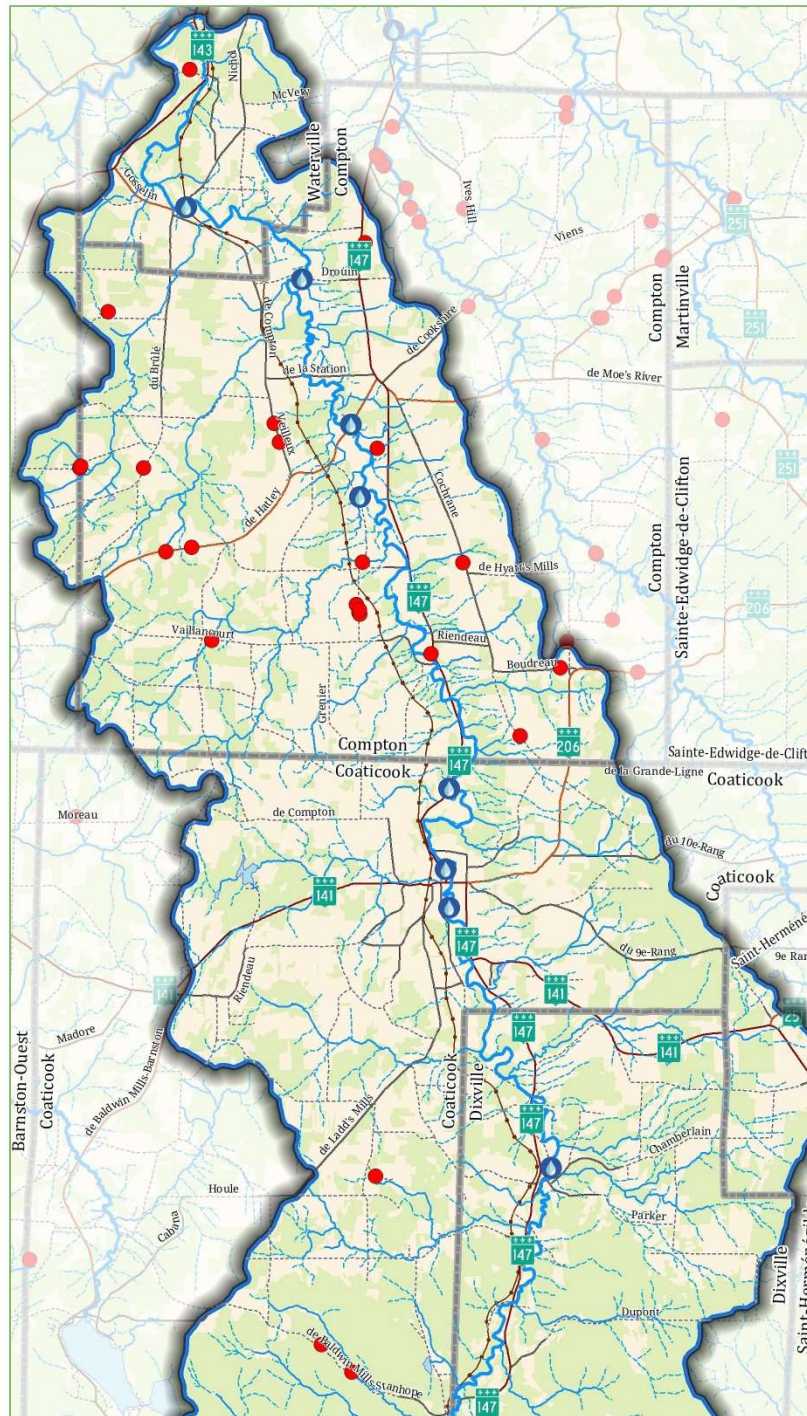 143
Nichol
McVety
Waterville
Compton
Gosselin
Ives Hill
Viens
251
147
Drouin
de Compton
de Cookshire
Compton
Martinville
251
du Brûlé
de la Station
de Moe's River
Veilleux
de Hatley
Cochrane
251
Compton
Sainte-Edwidge-de-Clifton
de Hyatt's Mills
147
206
Vaillancourt
Riendeau
Boudreau
Grenier
206
Compton
147
Sainte-Edwidge-de-Clift
Coaticook
de la Grande-Ligne
Coaticook
Moreau
de Compton
du 10e-Rang
Coaticook
141
Saint-Herméné
147
du 9e-Rang
9e Ran
Riendeau
141
141
25
147
Madore
141
Barnston-Ouest
Coaticook
de Baldwin Mills-Barnston
Coaticook
Dixville
de Ladd's Mills
147
Chamberlain
Houle
Cabana
Parker
147
Dixville
Dupont
de Baldwin Mills-Stanhope
147